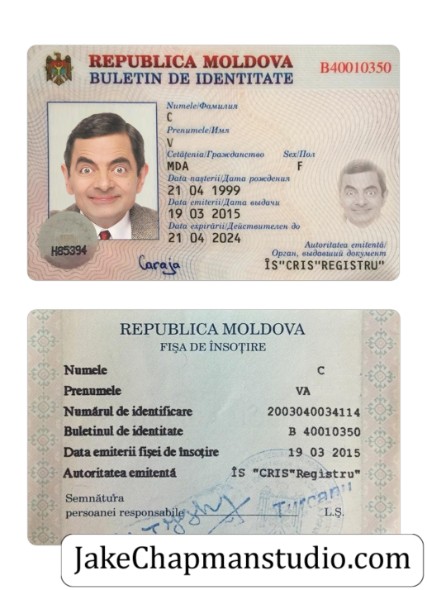 REPUBLICA MOLDOVA
BULETIN DE IDENTITATE
B40010350
Numele/Фамилия
C
Prenumele/Имя
V
Cetăţenia/Гражданство Sex/Пол
MDA F
Data naşterii/Дата рождения
21 04 1999
Data emiterii/Дата выдачи
19 03 2015
Data expirării/Действителен до
21 04 2024
Autoritatea emitentă/
Орган, выдавший документ
ÎS"CRIS"REGISTRU"
H85394
Caraja
REPUBLICA MOLDOVA
FIŞA DE ÎNSOŢIRE
Numele C
Prenumele VA
Numărul de identificare 2003040034114
Buletinul de identitate B 40010350
Data emiterii fişei de însoţire 19 03 2015
Autoritatea emitentă ÎS "CRIS"Registru"
Semnătura
persoanei responsabile L.Ş.
Turcanu
JakeChapmanstudio.com